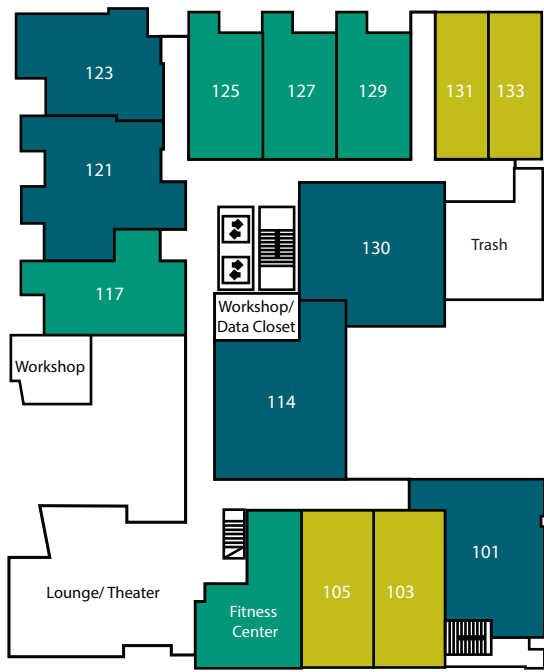 123
125
127
129
131
133
121
130
Trash
117
Workshop/
Data Closet
Workshop
114
101
Lounge/ Theater
Fitness
Center
105
103